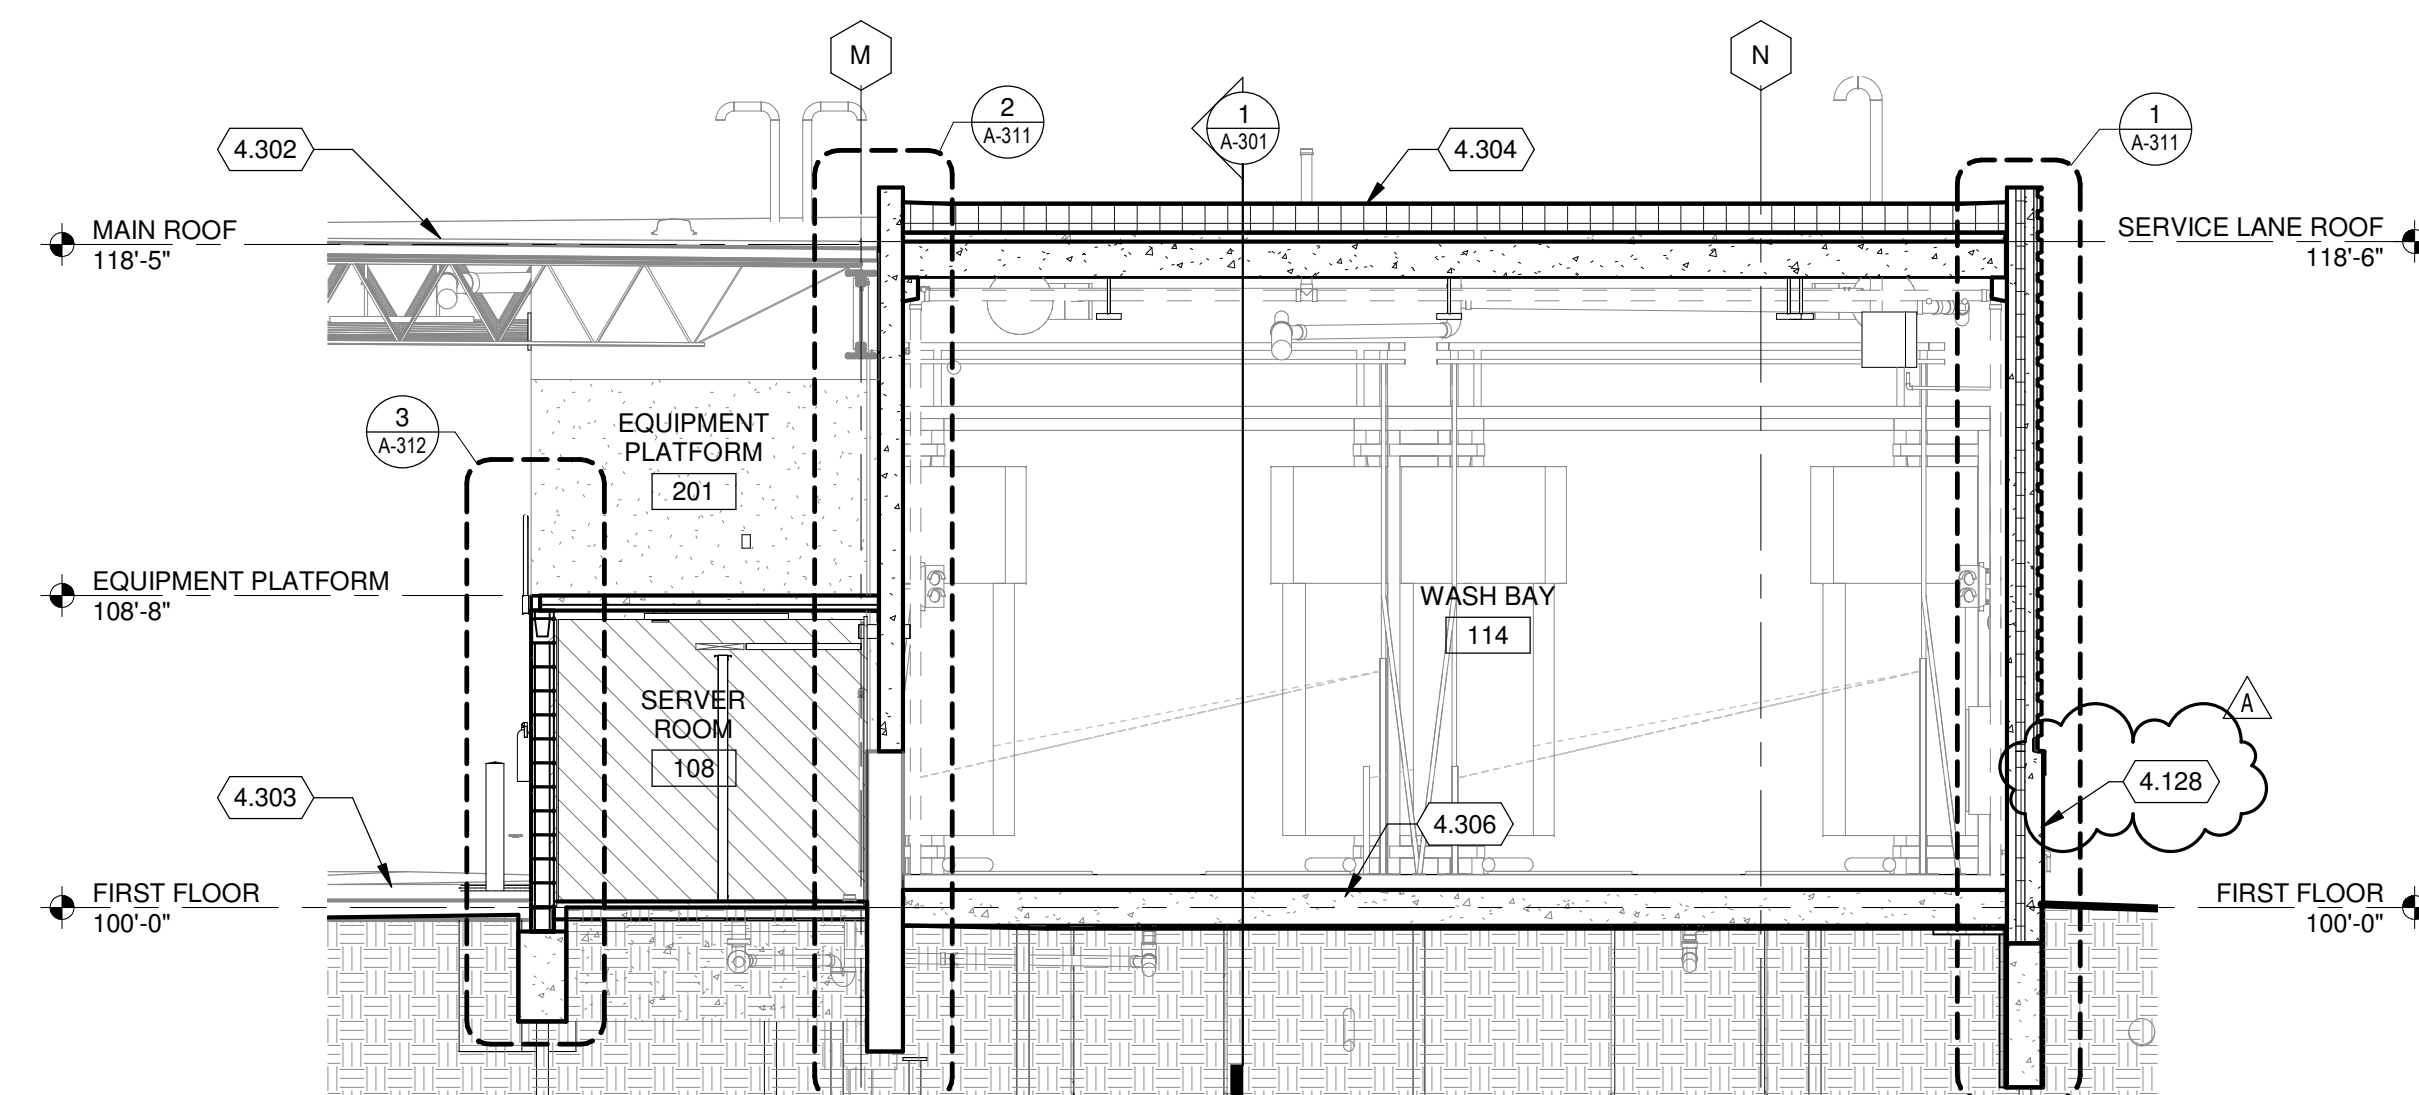 M
N
2
A-311
1
A-301
1
A-311
4.302
4.304
MAIN ROOF
118'-5"
SERVICE LANE ROOF
118'-6"
3
A-312
EQUIPMENT
PLATFORM
201
EQUIPMENT PLATFORM
108'-8"
WASH BAY
114
SERVER
ROOM
108
A
4.303
4.128
4.306
FIRST FLOOR
100'-0"
FIRST FLOOR
100'-0"